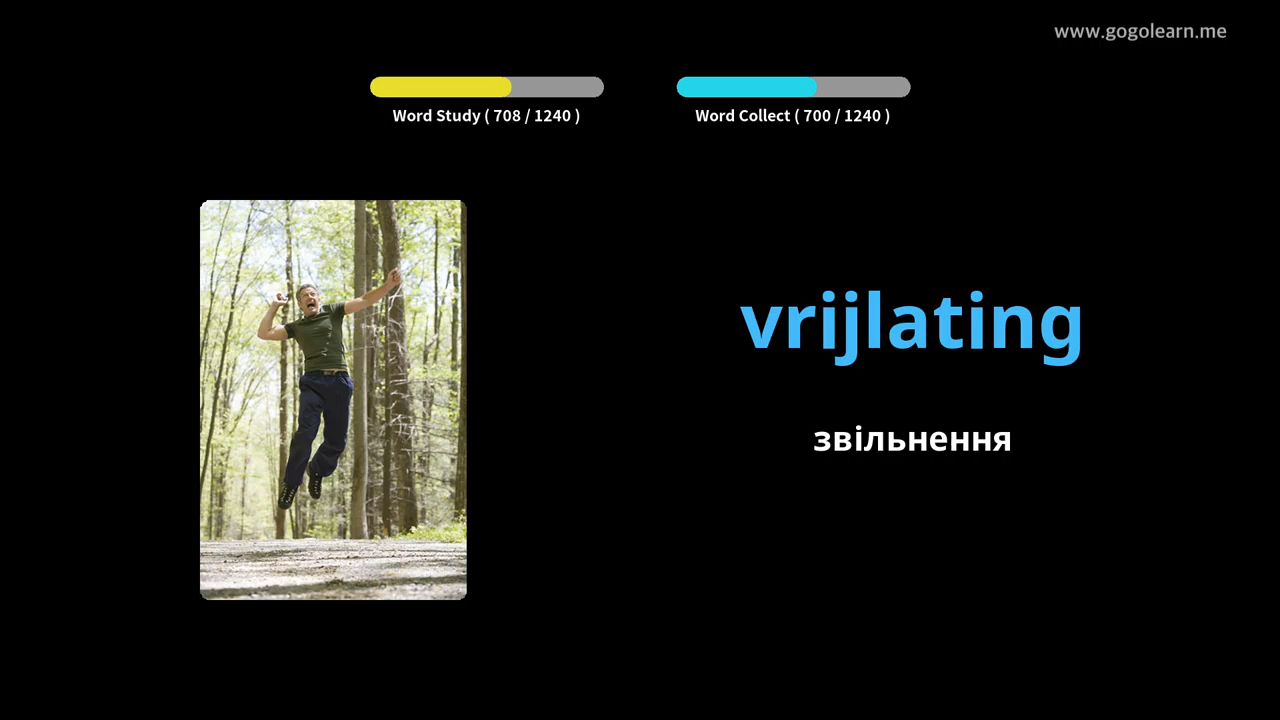 www.gogolearn.me
Word Study ( 708 / 1240 )
Word Collect ( 700 / 1240 )
vrijlating
звільнення